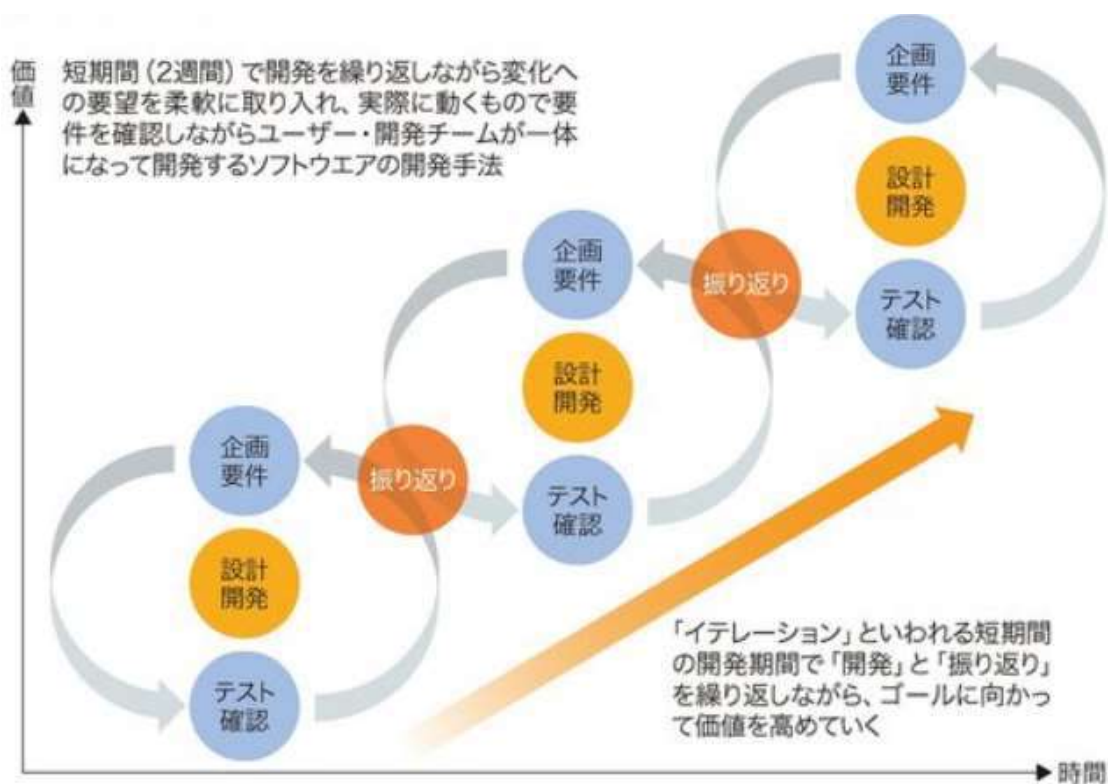 価値
短期間(2週間)で開発を繰り返しながら変化へ
の要望を柔軟に取り入れ、実際に動くもので要
件を確認しながらユーザー・開発チームが一体
になって開発するソフトウエアの開発手法
企画
要件
設計
開発
テスト
確認
振り返り
企画
要件
設計
開発
テスト
確認
振り返り
企画
要件
設計
開発
テスト
確認
「イテレーション」といわれる短期間
の開発期間で「開発」と「振り返り」
を繰り返しながら、ゴールに向かっ
て価値を高めていく
時間